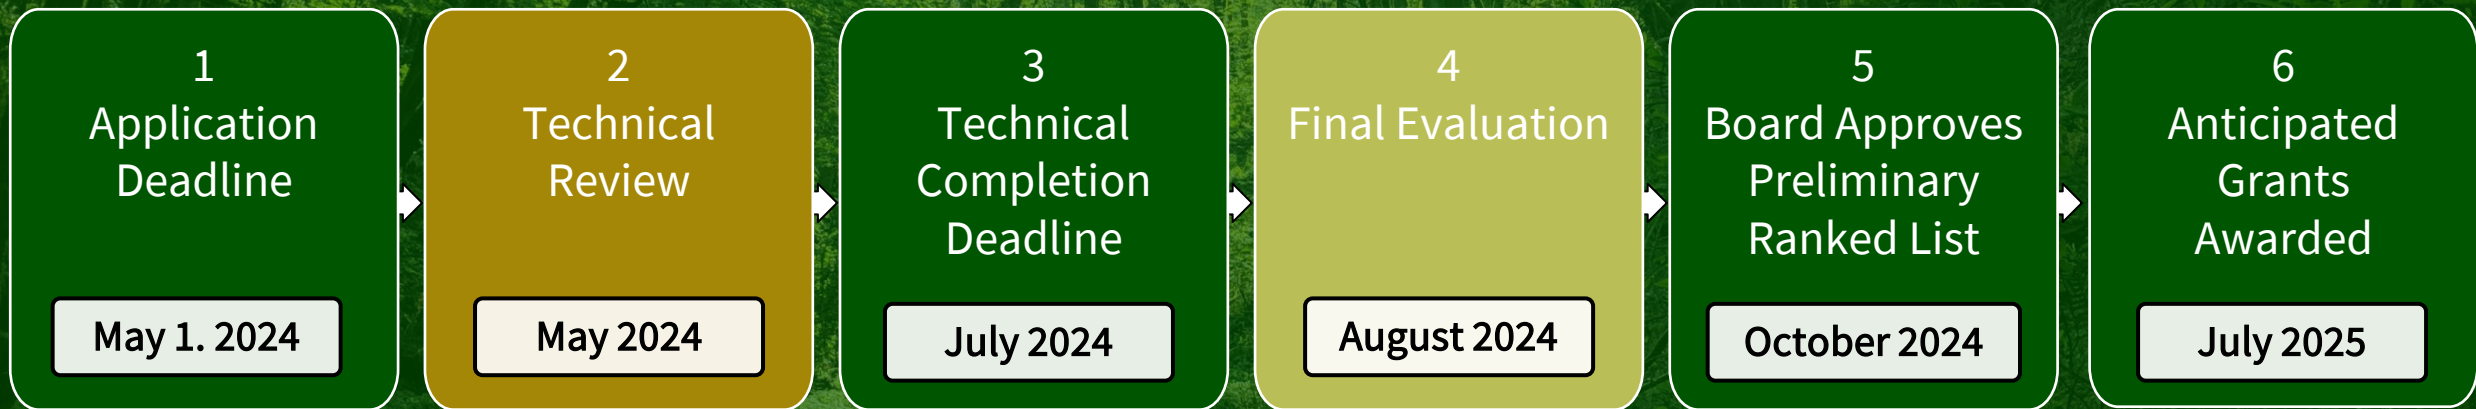 1
Application
Deadline
May 1. 2024
2
Technical
Review
May 2024
3
Technical
Completion
Deadline
July 2024
4
Final Evaluation
August 2024
5
Board Approves
Preliminary
Ranked List
October 2024
6
Anticipated
Grants
Awarded
July 2025